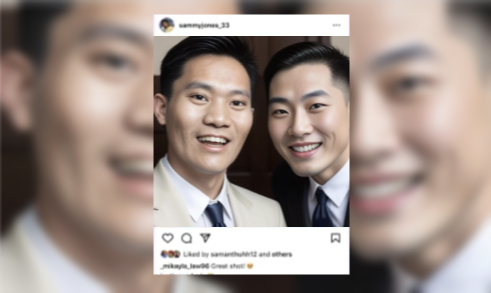 sammyjones_33
Liked by samanthuhh12 and others
_mikayla_law96 Great shot!